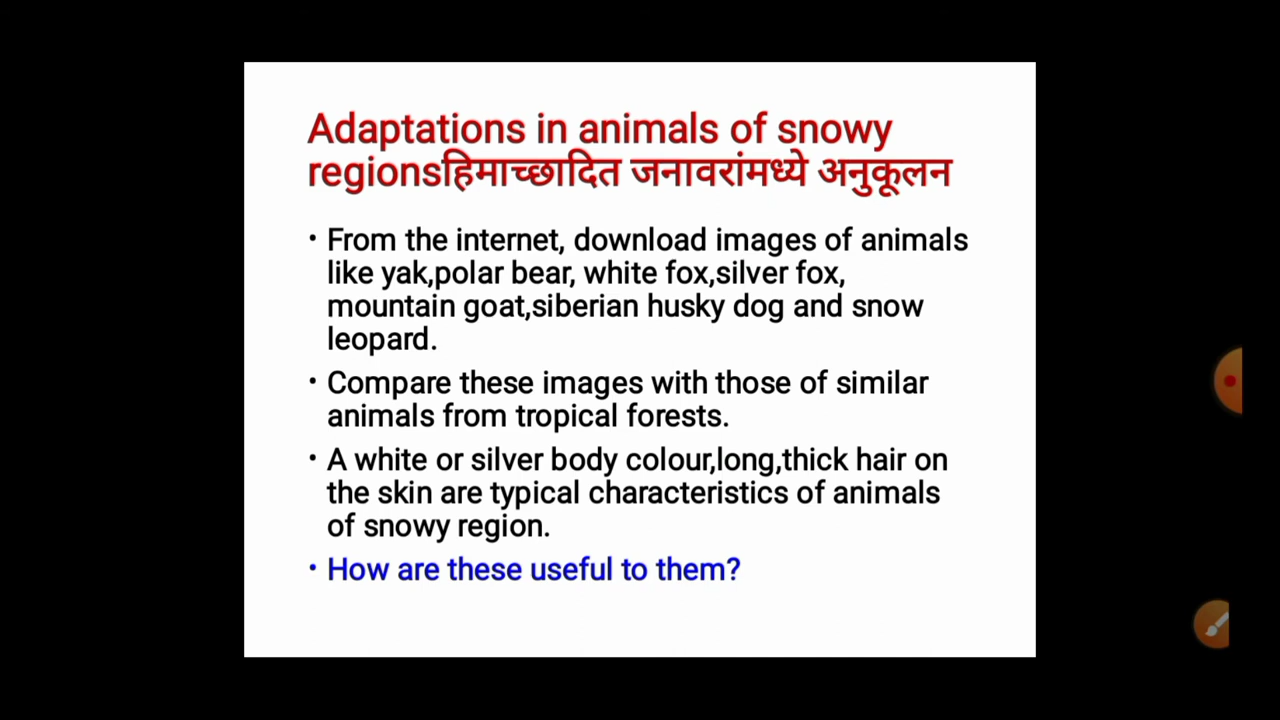 Adaptations in animals of snowy
regionsहिमाच्छादित जनावरांमध्ये अनुकूलन
• From the internet, download images of animals
like yak,polar bear, white fox,silver fox,
mountain goat,siberian husky dog and snow
leopard.
• Compare these images with those of similar
animals from tropical forests.
• A white or silver body colour,long,thick hair on
the skin are typical characteristics of animals
of snowy region.
• How are these useful to them?